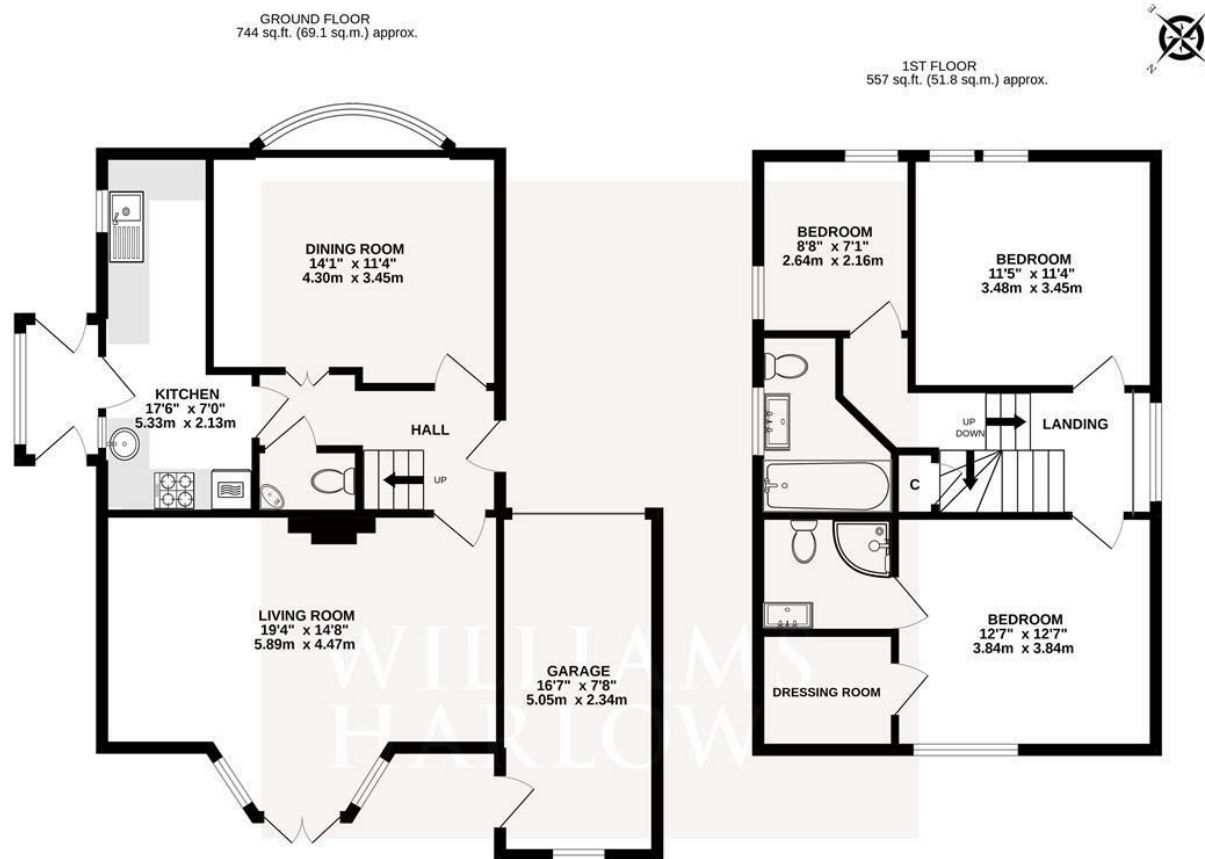 GROUND FLOOR
744 sq.ft. (69.1 sq.m.) approx.
1ST FLOOR
557 sq.ft. (51.8 sq.m.) approx.
E
N
DINING ROOM
14'1" x 11'4"
4.30m x 3.45m
KITCHEN
17'6" x 7'0"
5.33m x 2.13m
HALL
UP
LIVING ROOM
19'4" x 14'8"
5.89m x 4.47m
GARAGE
16'7" x 7'8"
5.05m x 2.34m
BEDROOM
8'8" x 7'1"
2.64m x 2.16m
BEDROOM
11'5" x 11'4"
3.48m x 3.45m
UP
DOWN
LANDING
C
BEDROOM
12'7" x 12'7"
3.84m x 3.84m
DRESSING ROOM
WILLIAMS
HARLOW